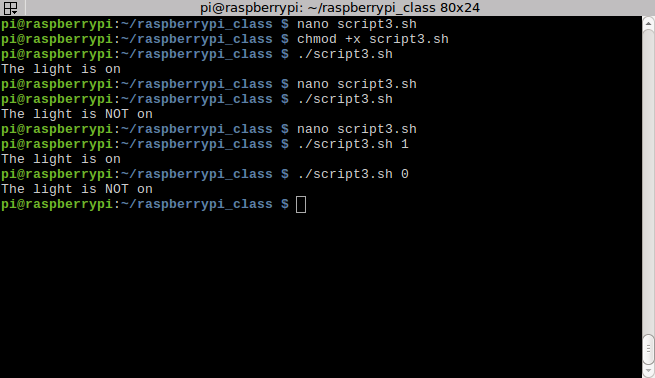 pi@raspberrypi: ~/raspberrypi_class 80x24
pi@raspberrypi:~/raspberrypi_class $ nano script3.sh
pi@raspberrypi:~/raspberrypi_class $ chmod +x script3.sh
pi@raspberrypi:~/raspberrypi_class $ ./script3.sh
The light is on
pi@raspberrypi:~/raspberrypi_class $ nano script3.sh
pi@raspberrypi:~/raspberrypi_class $ ./script3.sh
The light is NOT on
pi@raspberrypi:~/raspberrypi_class $ nano script3.sh
pi@raspberrypi:~/raspberrypi_class $ ./script3.sh 1
The light is on
pi@raspberrypi:~/raspberrypi_class $ ./script3.sh 0
The light is NOT on
pi@raspberrypi:~/raspberrypi_class $